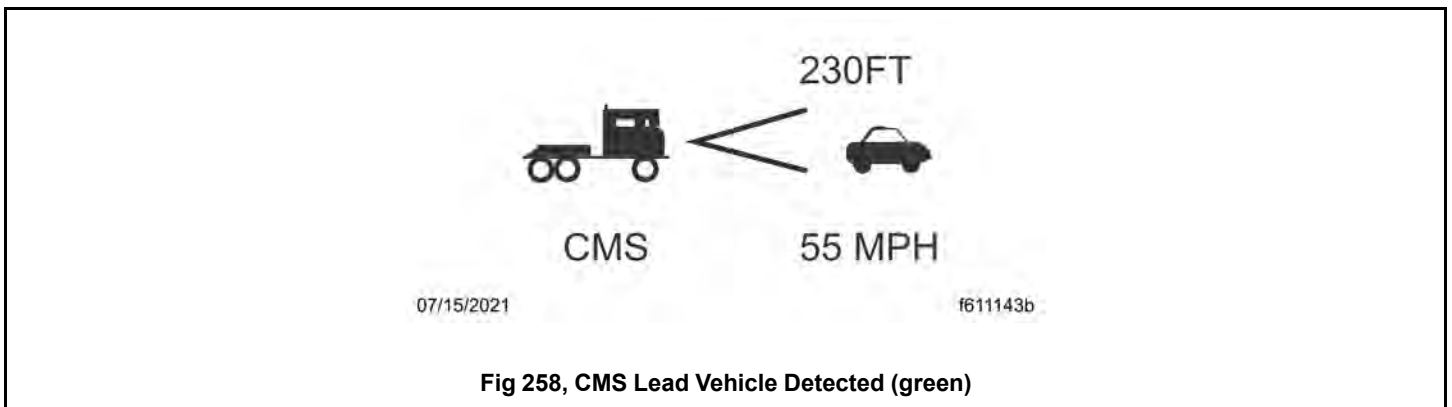 230FT
CMS 55 MPH
07/15/2021 f611143b
Fig 258, CMS Lead Vehicle Detected (green)